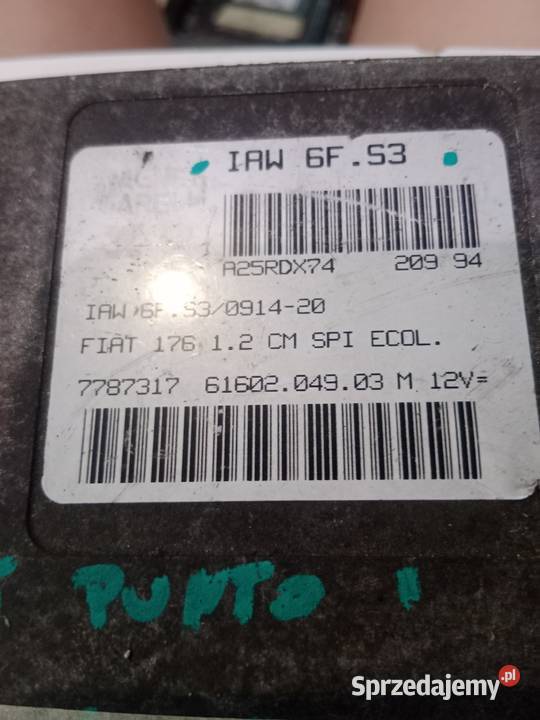 IAW 6F.S3
A25RDX74 209 94
IAW 6F.S3/0914-20
FIAT 176 1.2 CM SPI ECOL.
7787317 61602.049.03 M 12V=
PUNTO I
Sprzedajemy.pl